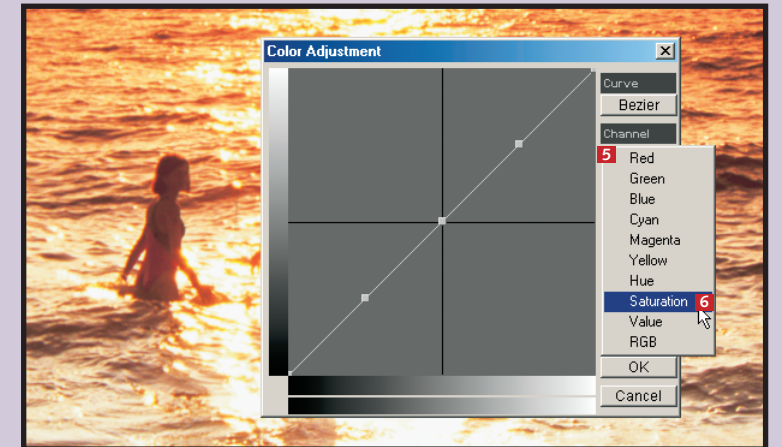 Color Adjustment
Curve
Bezier
Channel
5 Red
Green
Blue
Cyan
Magenta
Yellow
Hue
Saturation 6
Value
RGB
OK
Cancel